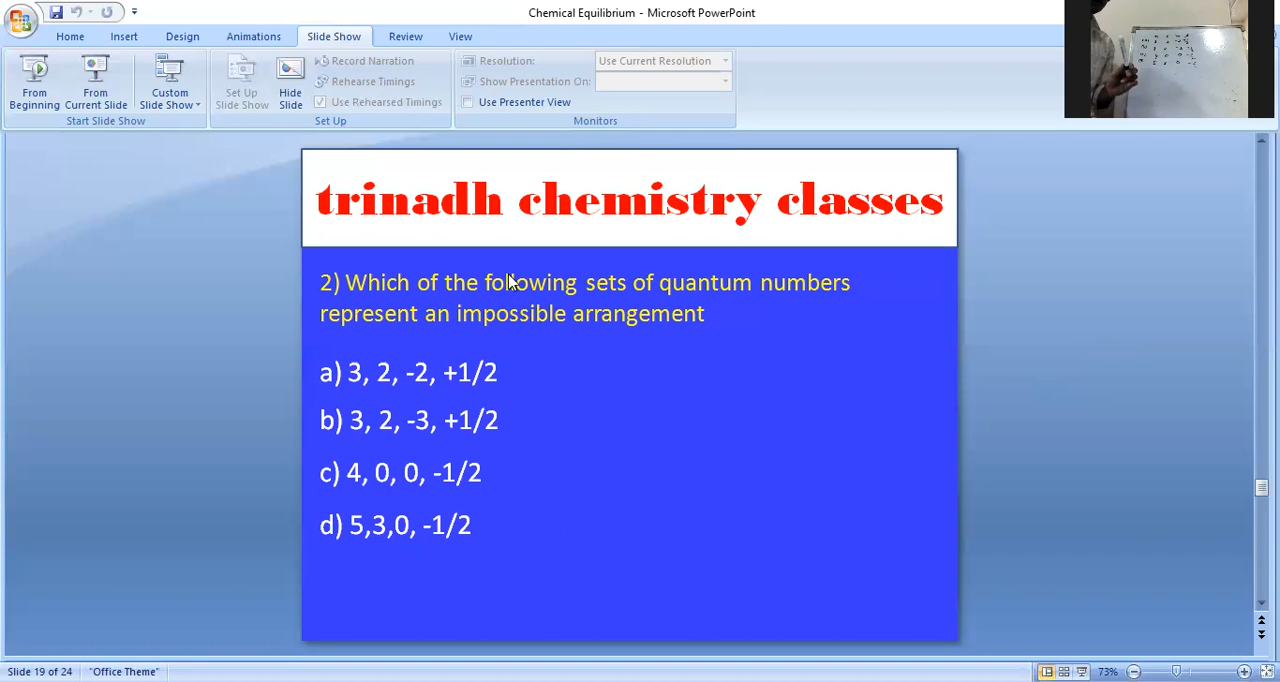 Chemical Equilibrium - Microsoft PowerPoint
Home Insert Design Animations Slide Show Review View
From Beginning
From Current Slide
Custom Slide Show
Start Slide Show
Set Up Slide Show
Hide Slide
Record Narration
Rehearse Timings
Use Rehearsed Timings
Set Up
Resolution: Use Current Resolution
Show Presentation On:
Use Presenter View
Monitors
trinadh chemistry classes
2) Which of the following sets of quantum numbers
represent an impossible arrangement
a) 3, 2, -2, +1/2
b) 3, 2, -3, +1/2
c) 4, 0, 0, -1/2
d) 5,3,0, -1/2
Slide 19 of 24 "Office Theme" 73%